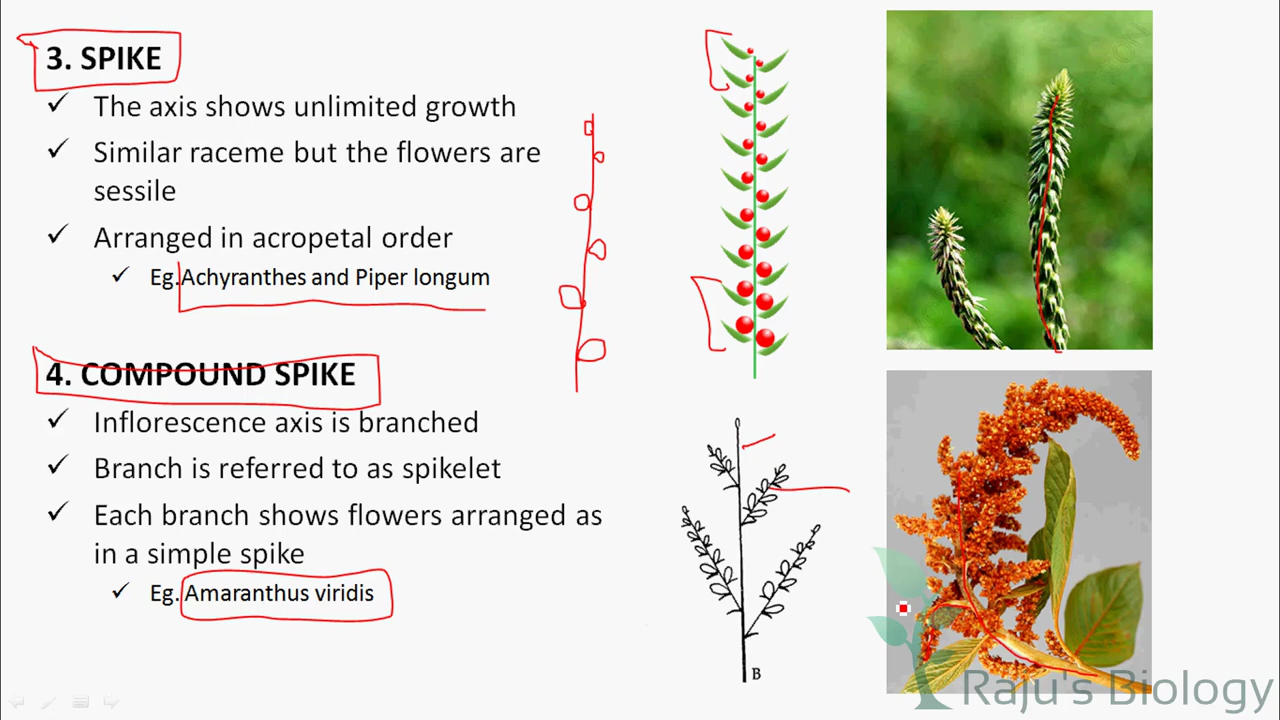 3. SPIKE
✓ The axis shows unlimited growth
✓ Similar raceme but the flowers are
sessile
✓ Arranged in acropetal order
✓ Eg.Achyranthes and Piper longum
4. COMPOUND SPIKE
✓ Inflorescence axis is branched
✓ Branch is referred to as spikelet
✓ Each branch shows flowers arranged as
in a simple spike
✓ Eg. Amaranthus viridis
B
Raju's Biology